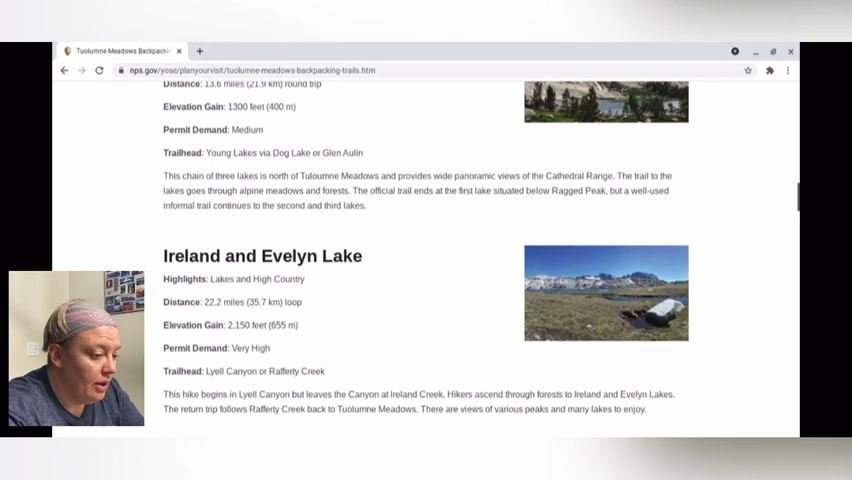 Tuolumne Meadows Backpacki
nps.gov/yose/planyourvisit/tuolumne-meadows-backpacking-trails.htm
Distance: 13.6 miles (21.9 km) round trip
Elevation Gain: 1300 feet (400 m)
Permit Demand: Medium
Trailhead: Young Lakes via Dog Lake or Glen Aulin
This chain of three lakes is north of Tuloumne Meadows and provides wide panoramic views of the Cathedral Range. The trail to the
lakes goes through alpine meadows and forests. The official trail ends at the first lake situated below Ragged Peak, but a well-used
informal trail continues to the second and third lakes.
Ireland and Evelyn Lake
Highlights: Lakes and High Country
Distance: 22.2 miles (35.7 km) loop
Elevation Gain: 2,150 feet (655 m)
Permit Demand: Very High
Trailhead: Lyell Canyon or Rafferty Creek
This hike begins in Lyell Canyon but leaves the Canyon at Ireland Creek. Hikers ascend through forests to Ireland and Evelyn Lakes.
The return trip follows Rafferty Creek back to Tuolumne Meadows. There are views of various peaks and many lakes to enjoy.